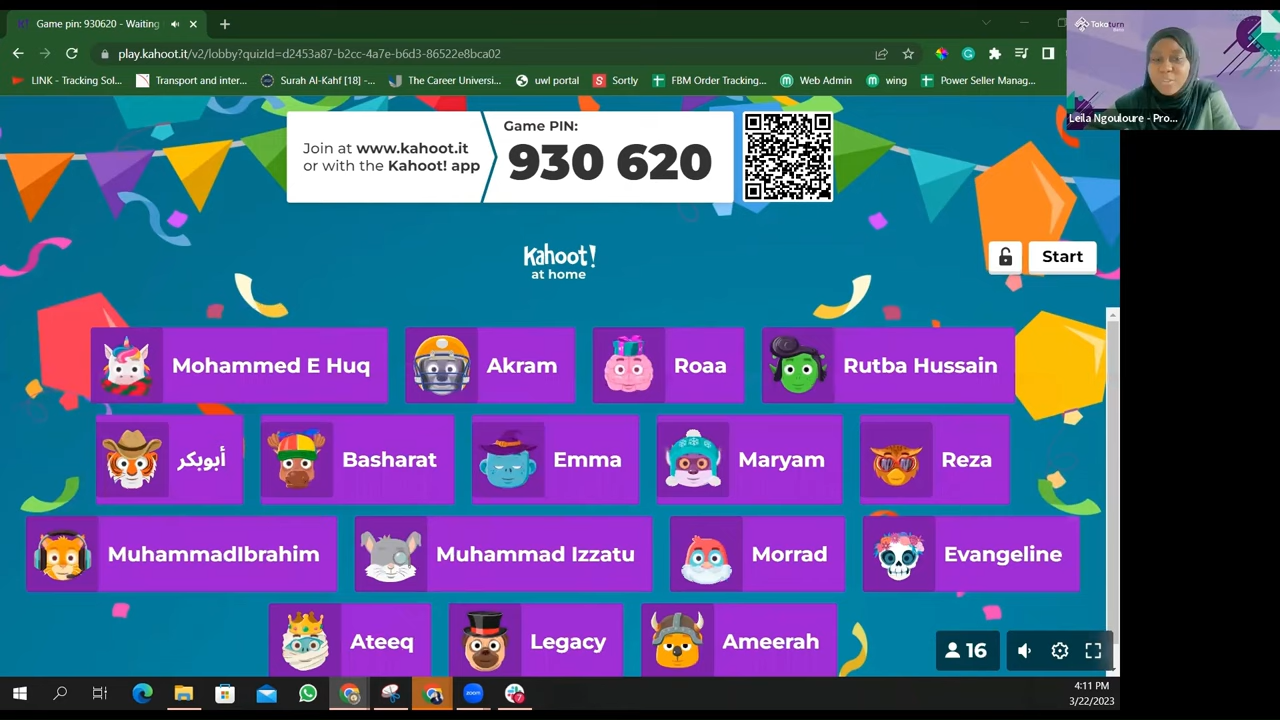 Game pin: 930620 - Waiting
play.kahoot.it/v2/lobby?quizId=d2453a87-b2cc-4a7e-b6d3-86522e8bca02
LINK - Tracking Sol...
Transport and inter...
Surah Al-Kahf [18] -...
The Career Universi...
uwl portal
Sortly
FBM Order Tracking...
Web Admin
wing
Power Seller Manag...
Takaturn
Leila Ngouloure - Pro...
Join at www.kahoot.it
or with the Kahoot! app
Game PIN:
930 620
Kahoot!
at home
Start
Mohammed E Huq
Akram
Roaa
Rutba Hussain
أبوبكر
Basharat
Emma
Maryam
Reza
MuhammadIbrahim
Muhammad Izzatu
Morrad
Evangeline
Ateeq
Legacy
Ameerah
16
zoom
4:11 PM
3/22/2023